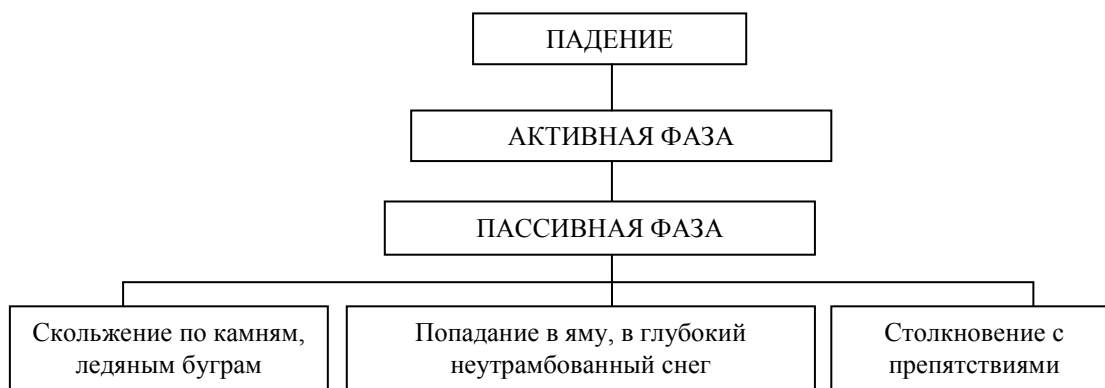 ПАДЕНИЕ
АКТИВНАЯ ФАЗА
ПАССИВНАЯ ФАЗА
Скольжение по камням,
ледяным буграм
Попадание в яму, в глубокий
неутрамбованный снег
Столкновение с
препятствиями